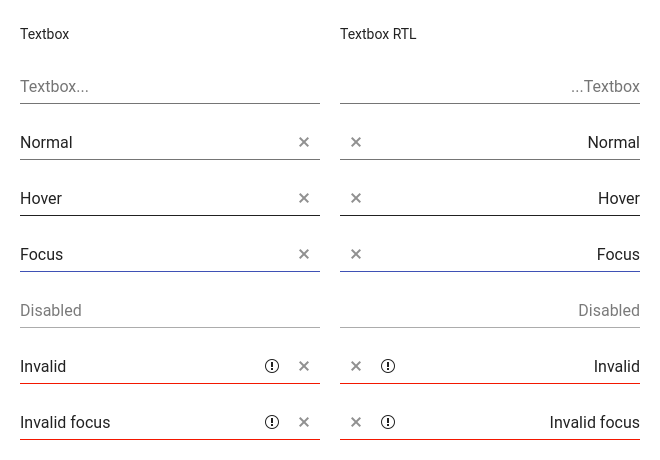 Textbox
Textbox RTL
Textbox...
...Textbox
Normal
Normal
Hover
Hover
Focus
Focus
Disabled
Disabled
Invalid
Invalid
Invalid focus
Invalid focus